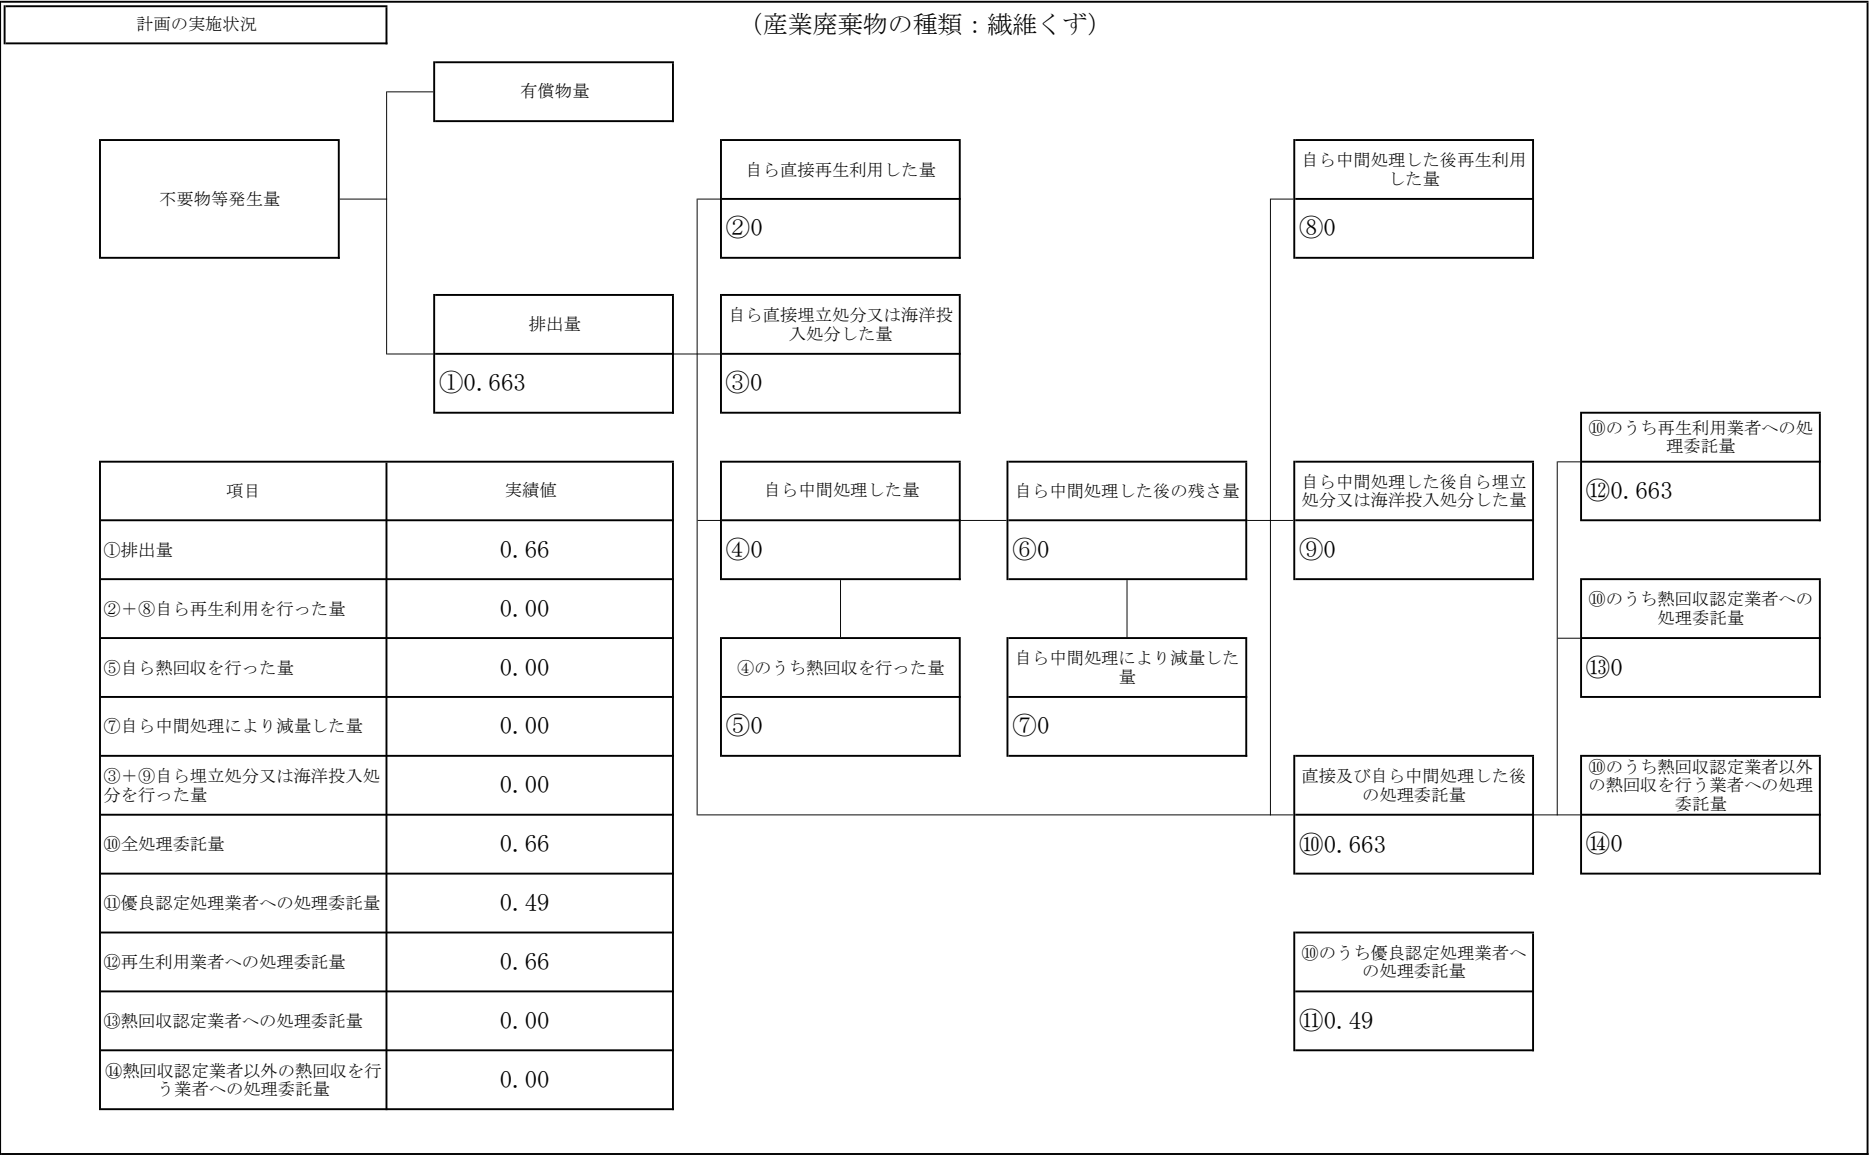 計画の実施状況
（産業廃棄物の種類：繊維くず）
有償物量
不要物等発生量
自ら直接再生利用した量
②0
自ら中間処理した後再生利用
した量
⑧0
排出量
①0.663
自ら直接埋立処分又は海洋投
入処分した量
③0
⑩のうち再生利用業者への処
理委託量
⑫0.663
項目
実績値
①排出量
0.66
②＋⑧自ら再生利用を行った量
0.00
⑤自ら熱回収を行った量
0.00
⑦自ら中間処理により減量した量
0.00
③＋⑨自ら埋立処分又は海洋投入処
分を行った量
0.00
⑩全処理委託量
0.66
⑪優良認定処理業者への処理委託量
0.49
⑫再生利用業者への処理委託量
0.66
⑬熱回収認定業者への処理委託量
0.00
⑭熱回収認定業者以外の熱回収を行
う業者への処理委託量
0.00
自ら中間処理した量
④0
自ら中間処理した後の残さ量
⑥0
自ら中間処理した後自ら埋立
処分又は海洋投入処分した量
⑨0
④のうち熱回収を行った量
⑤0
自ら中間処理により減量した
量
⑦0
⑩のうち熱回収認定業者への
処理委託量
⑬0
直接及び自ら中間処理した後
の処理委託量
⑩0.663
⑩のうち熱回収認定業者以外
の熱回収を行う業者への処理
委託量
⑭0
⑩のうち優良認定処理業者へ
の処理委託量
⑪0.49